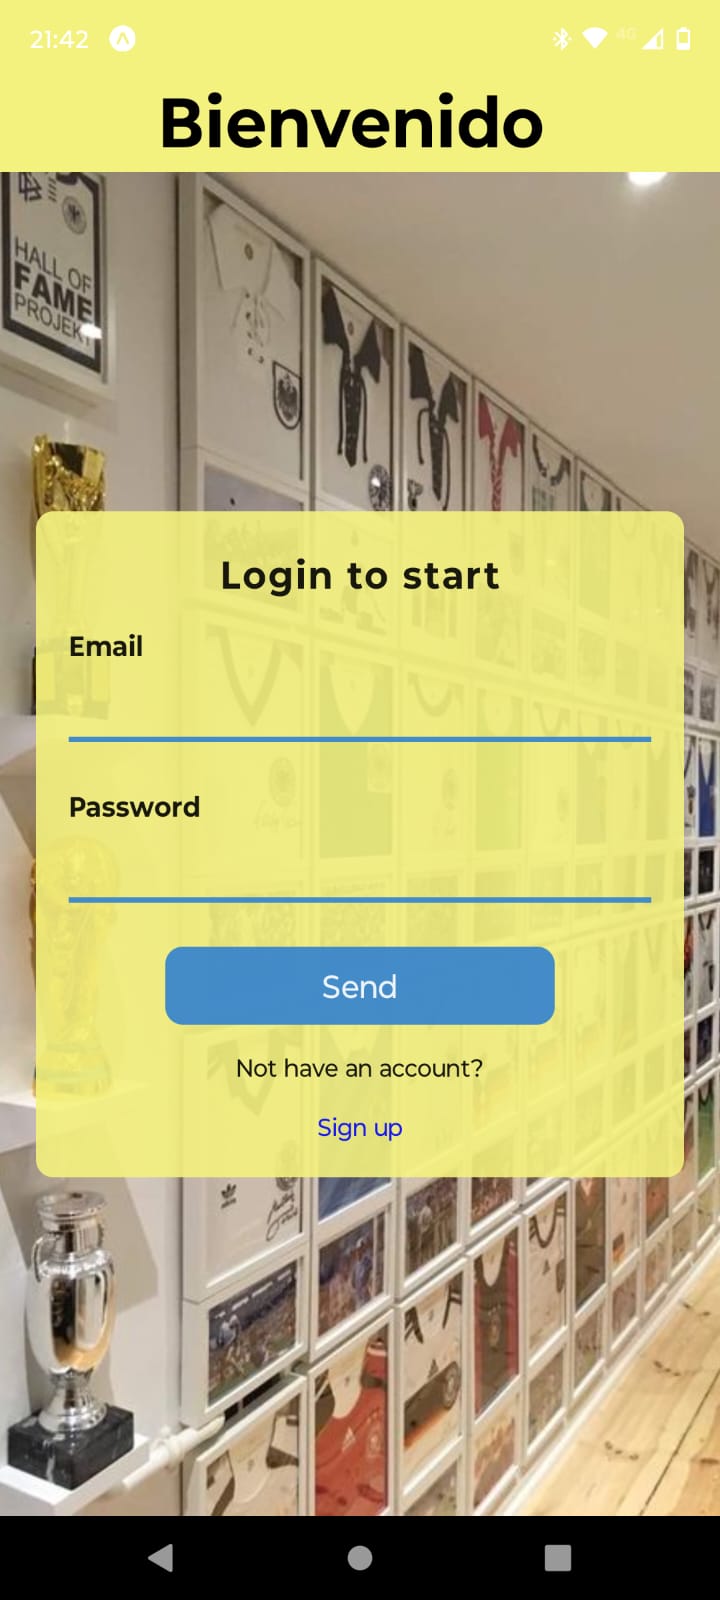 21:42
4G
Bienvenido
HALL OF
FAME
PROJEKT
Login to start
Email
Password
Send
Not have an account?
Sign up